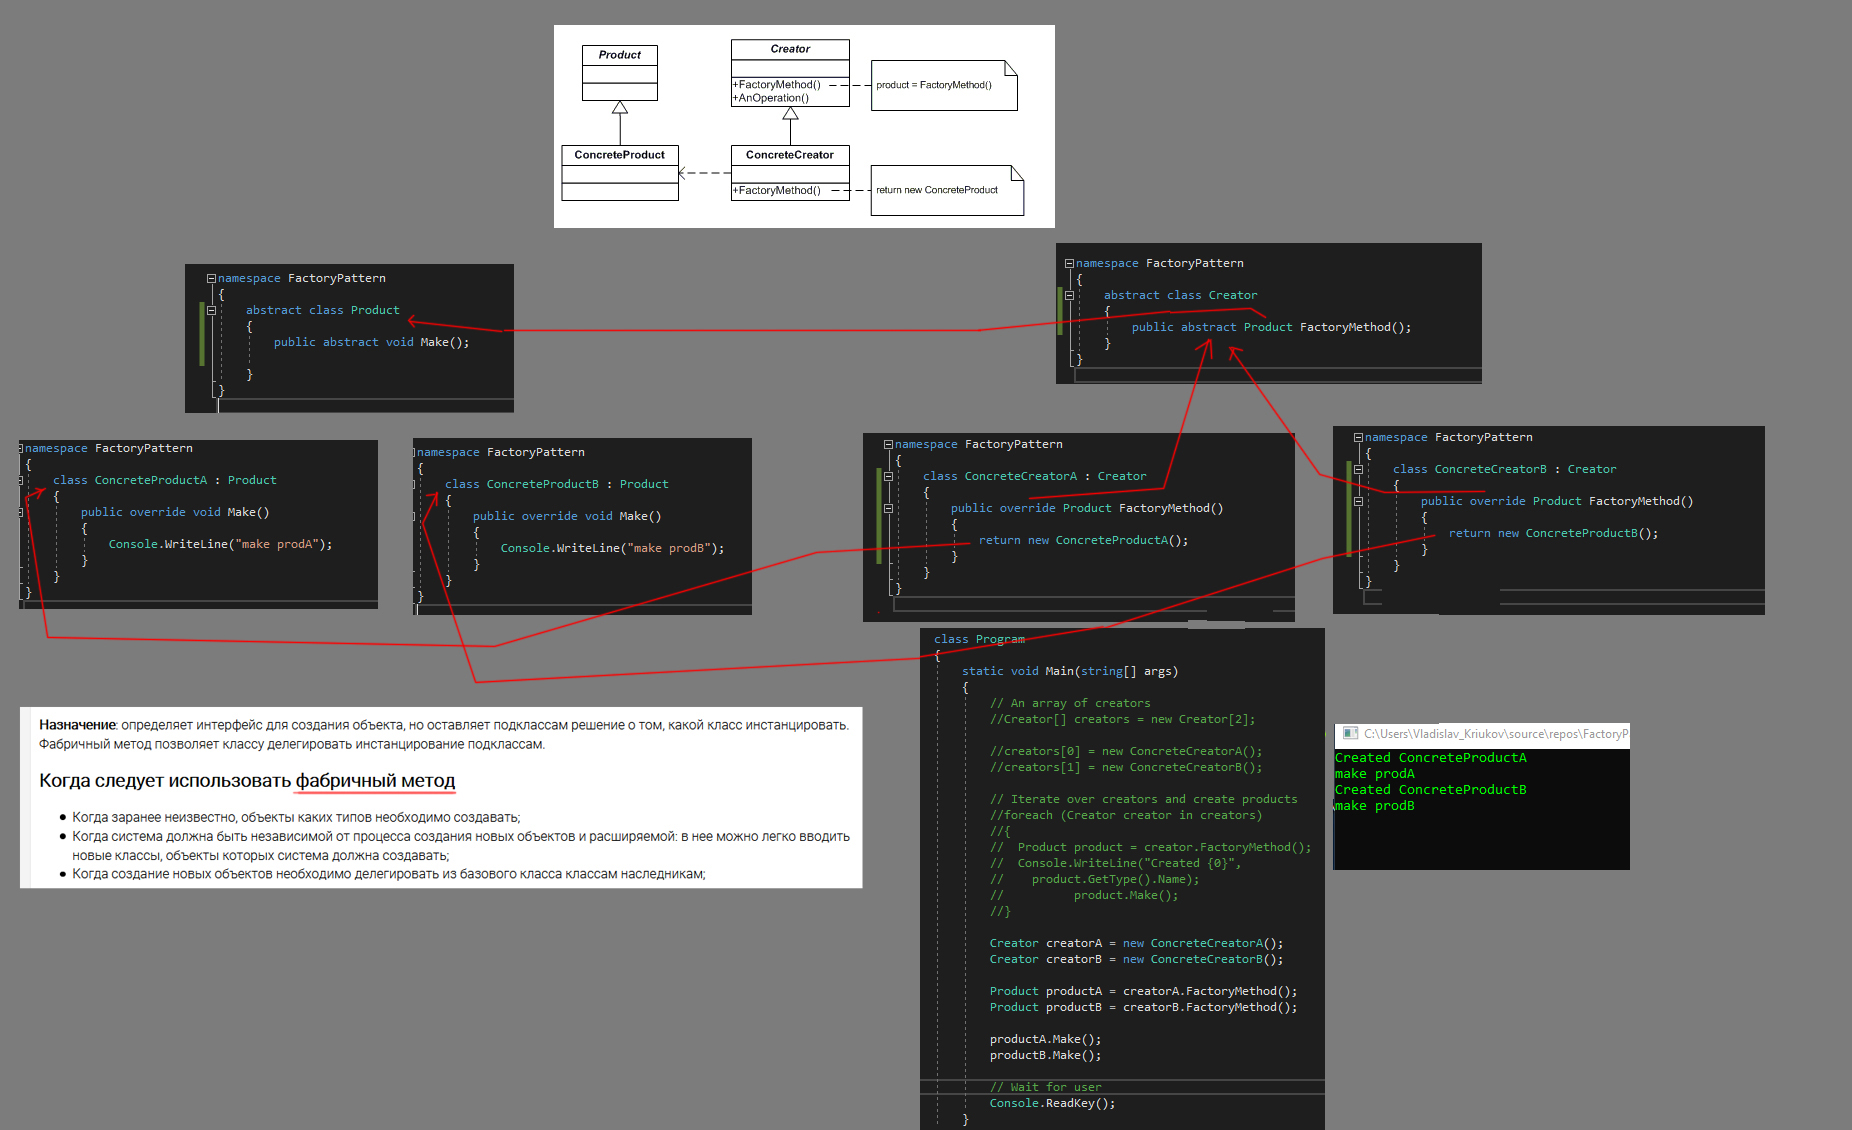 Product
Creator
+FactoryMethod()
+AnOperation()
product = FactoryMethod()
ConcreteProduct
ConcreteCreator
+FactoryMethod()
return new ConcreteProduct
namespace FactoryPattern
{
abstract class Product
{
public abstract void Make();
}
}
namespace FactoryPattern
{
abstract class Creator
{
public abstract Product FactoryMethod();
}
}
namespace FactoryPattern
{
class ConcreteProductA : Product
{
public override void Make()
{
Console.WriteLine("make prodA");
}
}
}
namespace FactoryPattern
{
class ConcreteProductB : Product
{
public override void Make()
{
Console.WriteLine("make prodB");
}
}
}
namespace FactoryPattern
{
class ConcreteCreatorA : Creator
{
public override Product FactoryMethod()
{
return new ConcreteProductA();
}
}
}
namespace FactoryPattern
{
class ConcreteCreatorB : Creator
{
public override Product FactoryMethod()
{
return new ConcreteProductB();
}
}
}
Назначение: определяет интерфейс для создания объекта, но оставляет подклассам решение о том, какой класс инстанцировать.
Фабричный метод позволяет классу делегировать инстанцирование подклассам.
Когда следует использовать фабричный метод
• Когда заранее неизвестно, объекты каких типов необходимо создавать;
• Когда система должна быть независимой от процесса создания новых объектов и расширяемой: в нее можно легко вводить
новые классы, объекты которых система должна создавать;
• Когда создание новых объектов необходимо делегировать из базового класса классам наследникам;
class Program
{
static void Main(string[] args)
{
// An array of creators
//Creator[] creators = new Creator[2];
//creators[0] = new ConcreteCreatorA();
//creators[1] = new ConcreteCreatorB();
// Iterate over creators and create products
//foreach (Creator creator in creators)
//{
// Product product = creator.FactoryMethod();
// Console.WriteLine("Created {0}",
// product.GetType().Name);
// product.Make();
//}
Creator creatorA = new ConcreteCreatorA();
Creator creatorB = new ConcreteCreatorB();
Product productA = creatorA.FactoryMethod();
Product productB = creatorB.FactoryMethod();
productA.Make();
productB.Make();
// Wait for user
Console.ReadKey();
}
C:\Users\Vladislav_Kriukov\source\repos\FactoryP
Created ConcreteProductA
make prodA
Created ConcreteProductB
make prodB